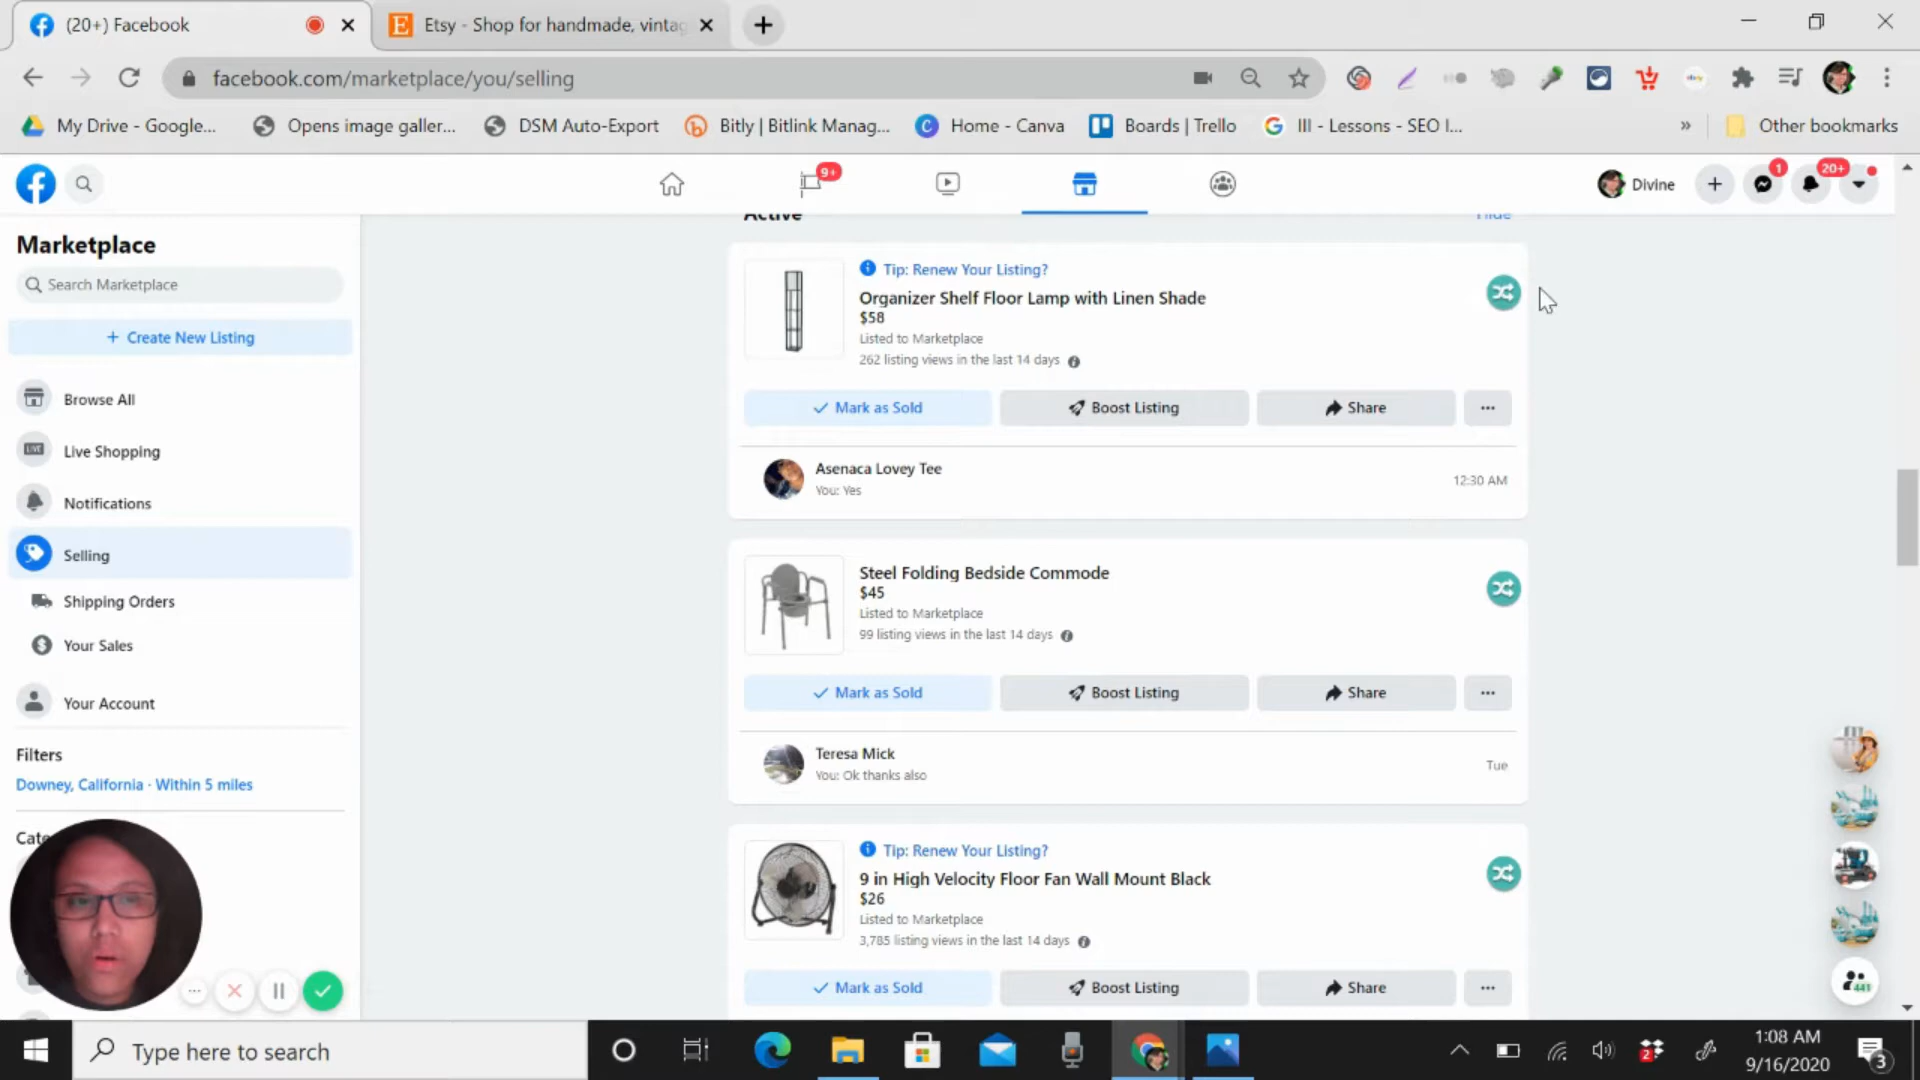 (20+) Facebook
Etsy - Shop for handmade, vintag
facebook.com/marketplace/you/selling
My Drive - Google...
Opens image galler...
DSM Auto-Export
Bitly | Bitlink Manag...
Home - Canva
Boards | Trello
III - Lessons - SEO I...
»
Other bookmarks
9+
Divine
1
20+
Marketplace
Search Marketplace
+ Create New Listing
Browse All
LIVE
Live Shopping
Notifications
Selling
Shipping Orders
Your Sales
Your Account
Filters
Downey, California · Within 5 miles
Cate
Active
Hide
Tip: Renew Your Listing?
Organizer Shelf Floor Lamp with Linen Shade
$58
Listed to Marketplace
262 listing views in the last 14 days
Mark as Sold
Boost Listing
Share
Asenaca Lovey Tee
You: Yes
12:30 AM
Steel Folding Bedside Commode
$45
Listed to Marketplace
99 listing views in the last 14 days
Mark as Sold
Boost Listing
Share
Teresa Mick
You: Ok thanks also
Tue
Tip: Renew Your Listing?
9 in High Velocity Floor Fan Wall Mount Black
$26
Listed to Marketplace
3,785 listing views in the last 14 days
Mark as Sold
Boost Listing
Share
441
Type here to search
2
1:08 AM
9/16/2020
3